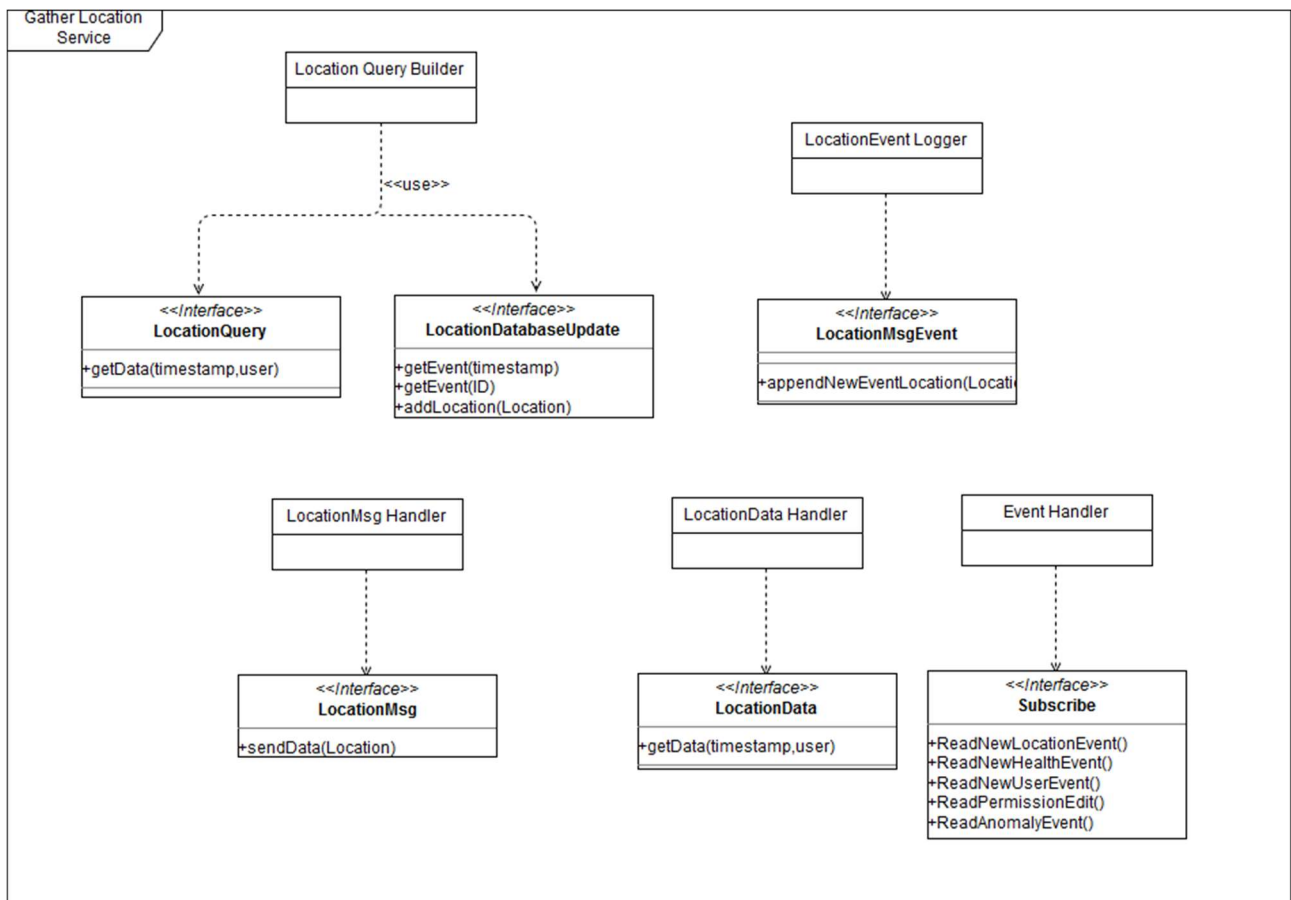 Gather Location
Service
Location Query Builder
LocationEvent Logger
<<use>>
<<Interface>>
LocationQuery
+getData(timestamp,user)
<<Interface>>
LocationDatabaseUpdate
+getEvent(timestamp)
+getEvent(ID)
+addLocation(Location)
<<Interface>>
LocationMsgEvent
+appendNewEventLocation(Locatio
LocationMsg Handler
LocationData Handler
Event Handler
<<Interface>>
LocationMsg
+sendData(Location)
<<Interface>>
LocationData
+getData(timestamp,user)
<<Interface>>
Subscribe
+ReadNewLocationEvent()
+ReadNewHealthEvent()
+ReadNewUserEvent()
+ReadPermissionEdit()
+ReadAnomalyEvent()